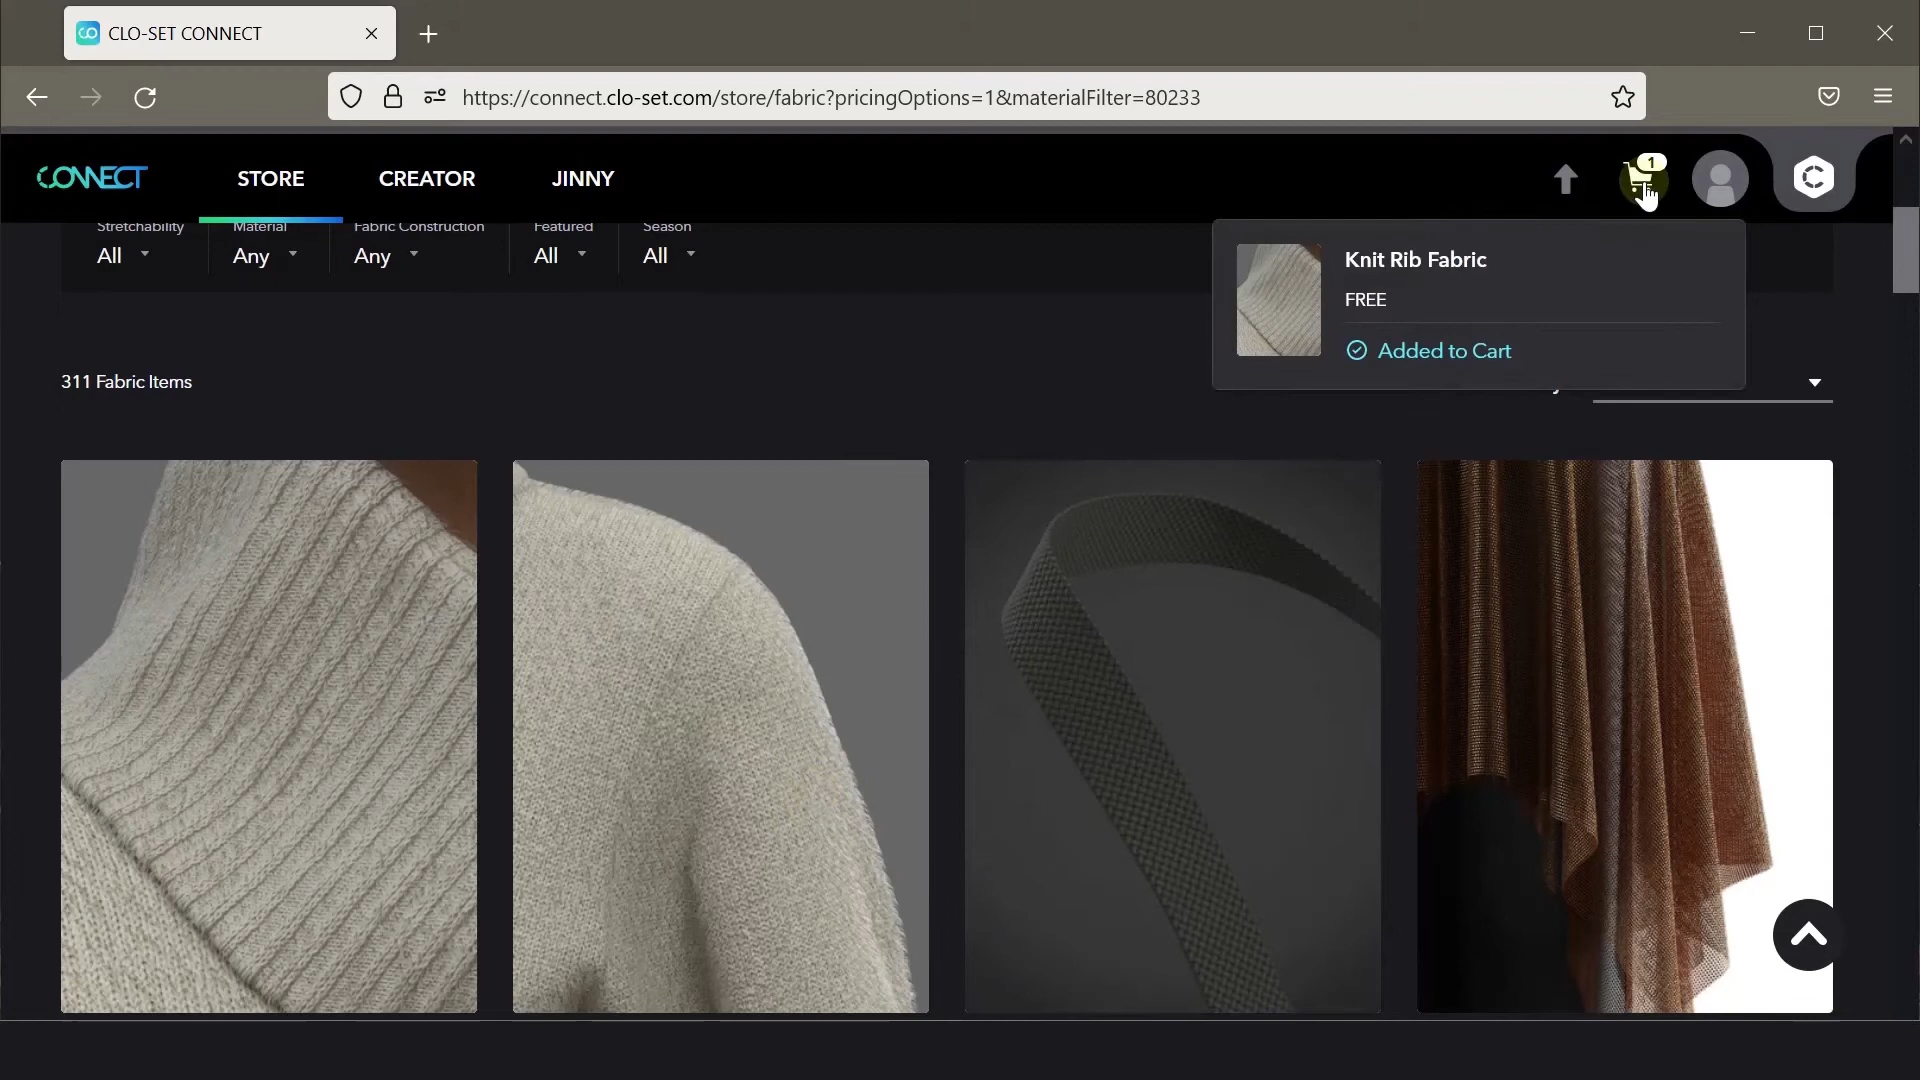 CLO-SET CONNECT
https://connect.clo-set.com/store/fabric?pricingOptions=1&materialFilter=80233
CONNECT
STORE
CREATOR
JINNY
1
Stretchability
Material
Fabric Construction
Featured
Season
All
Any
Any
All
All
Knit Rib Fabric
FREE
Added to Cart
311 Fabric Items